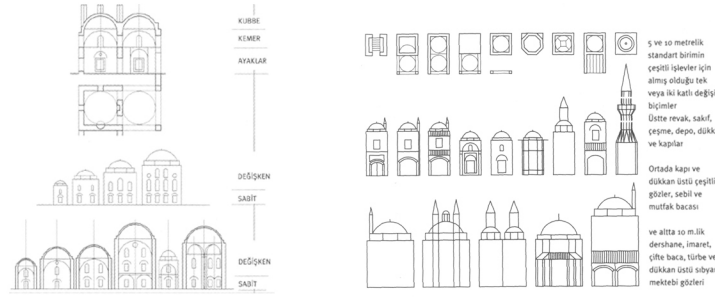 KUBBE
KEMER
AYAKLAR
DEĞİŞKEN
SABİT
DEĞİŞKEN
SABİT
5 ve 10 metrelik
standart birimin
çeşitli işlevler için
almış olduğu tek
veya iki katlı değişi
biçimler
Üstte revak, sakıf,
çeşme, depo, dükk
ve kapılar
Ortada kapı ve
dükkan üstü çeşitli
gözler, sebil ve
mutfak bacası
ve altta 10 m.lik
dershane, imaret,
çifte baca, türbe ve
dükkan üstü sıbya
mektebi gözleri